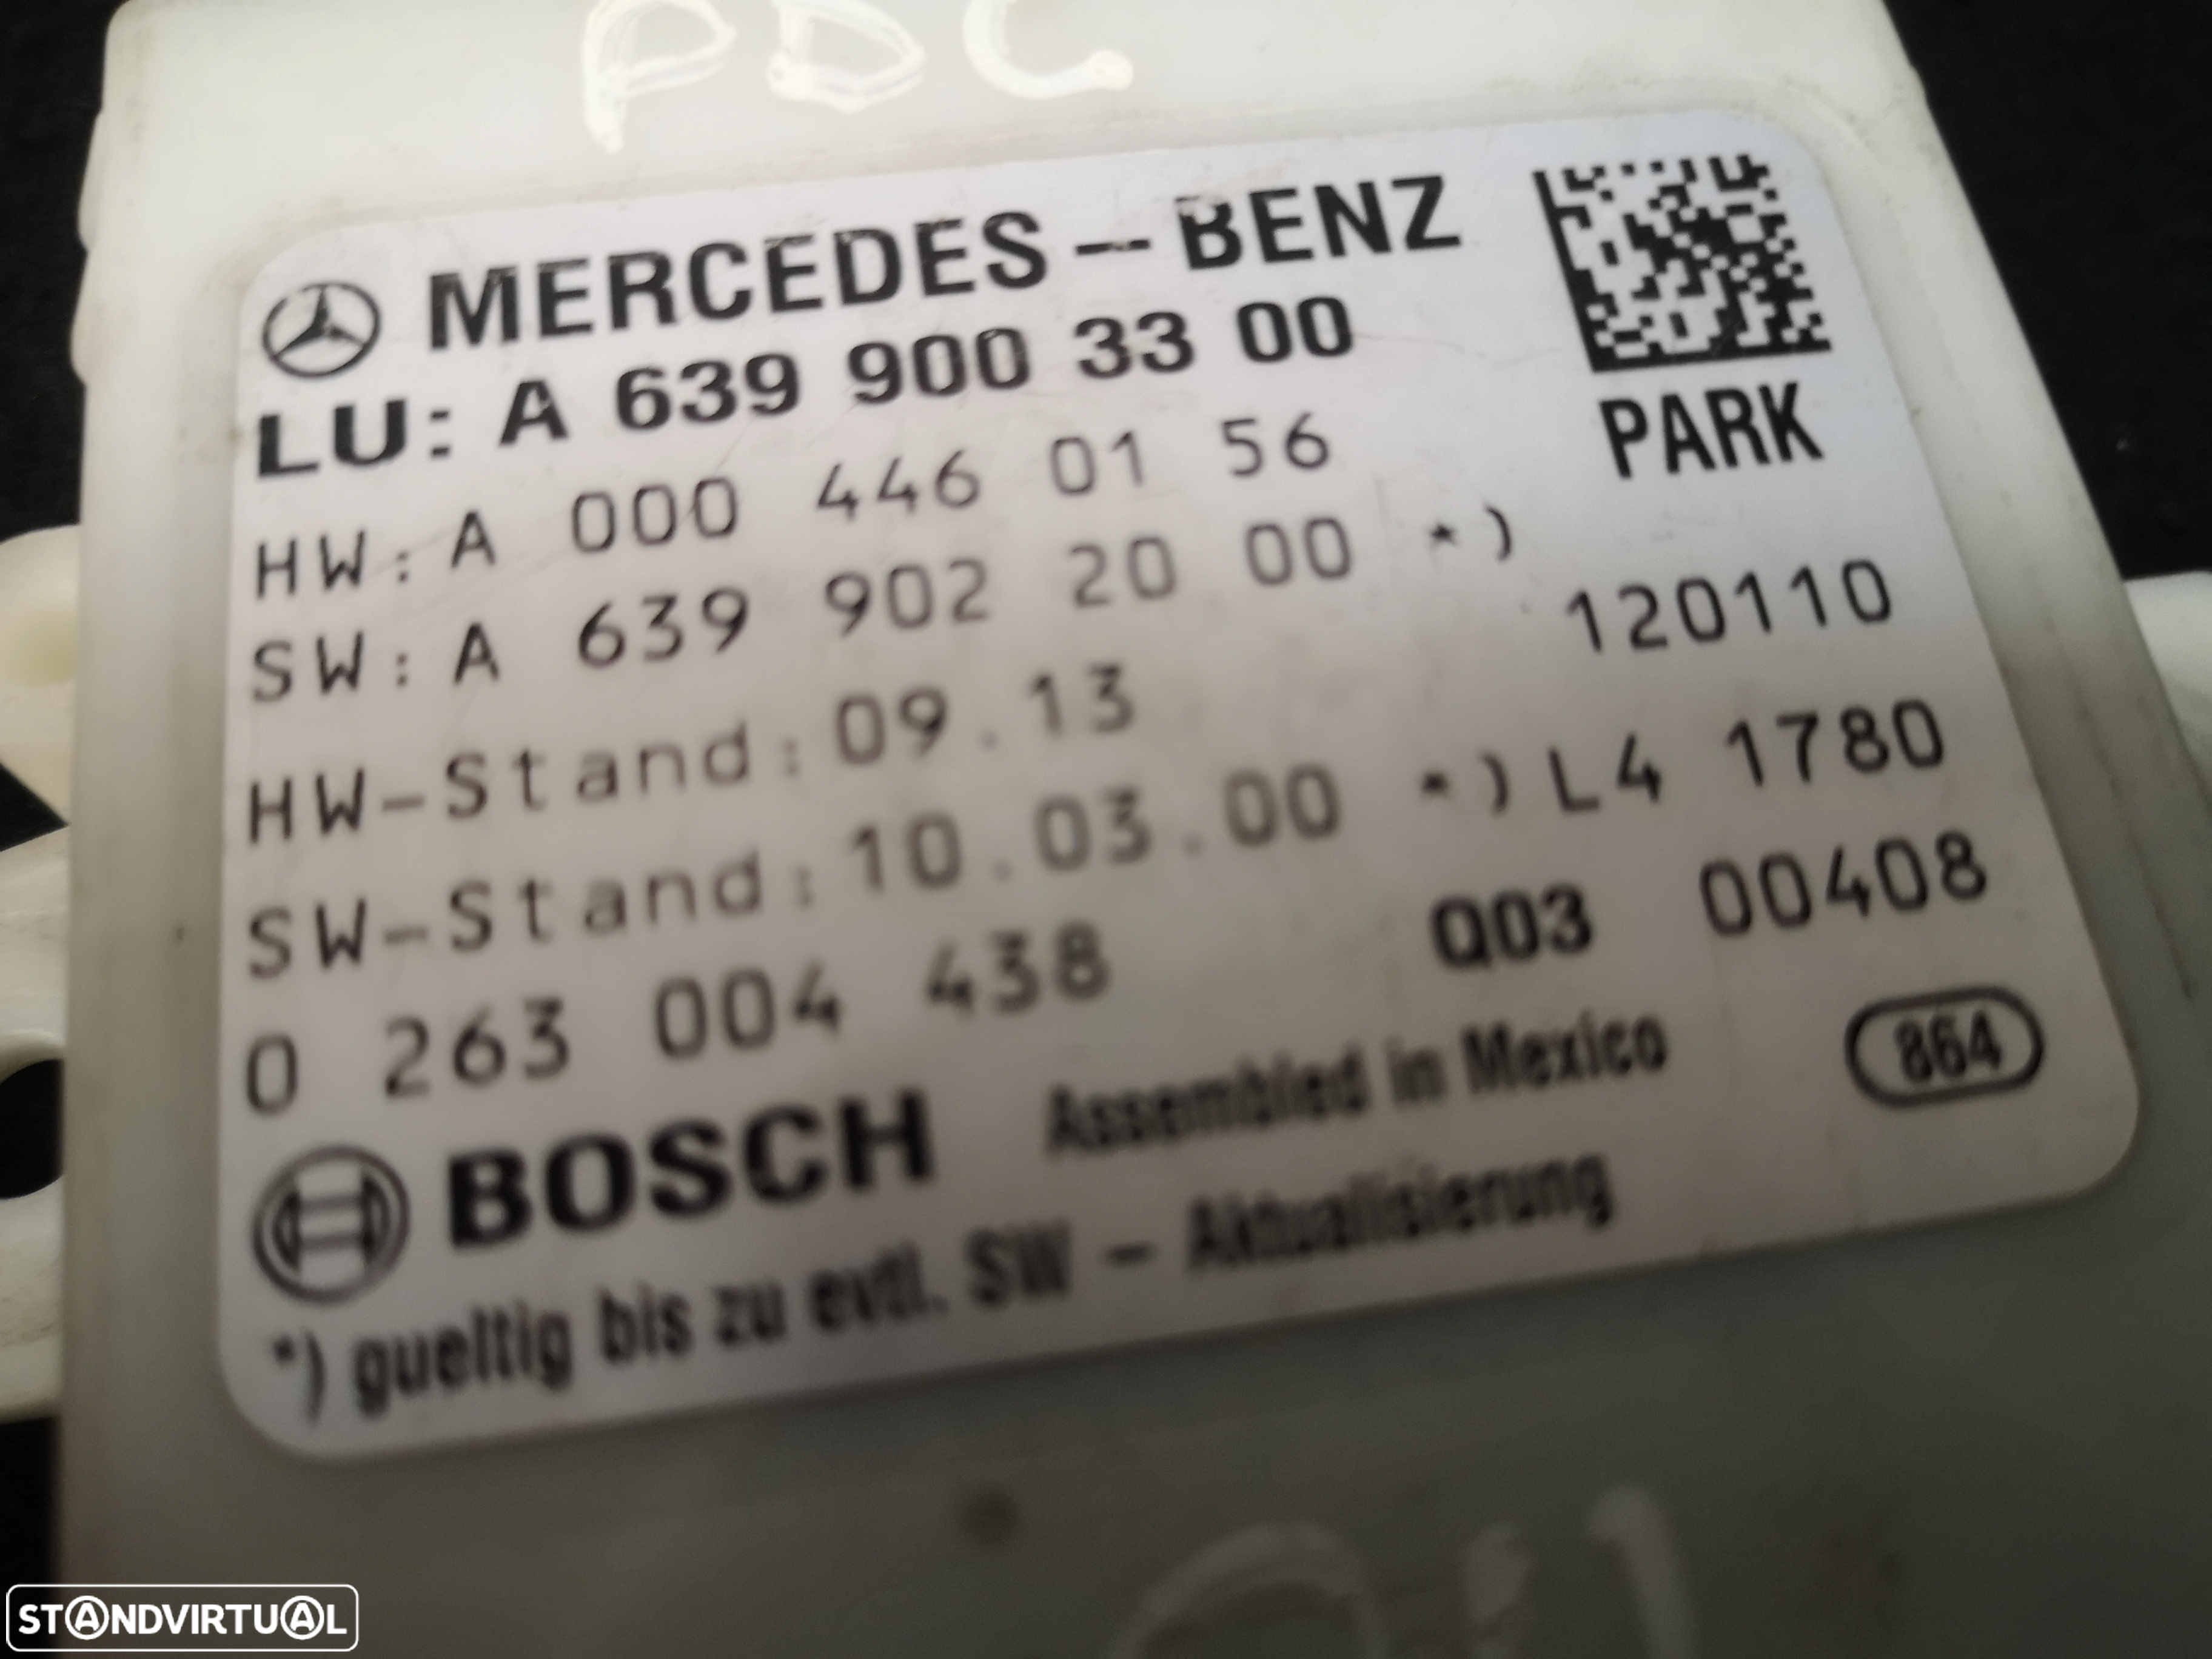 PDC
MERCEDES-BENZ
LU: A 639 900 33 00
PARK
HW: A 000 446 01 56
SW: A 639 902 20 00 *)
120110
HW-Stand: 09.13
SW-Stand: 10.03.00 *) L4 1780
0 263 004 438 Q03 00408
BOSCH Assembled in Mexico 864
*) gueltig bis zu evtl. SW - Aktualisierung
STANDVIRTUAL